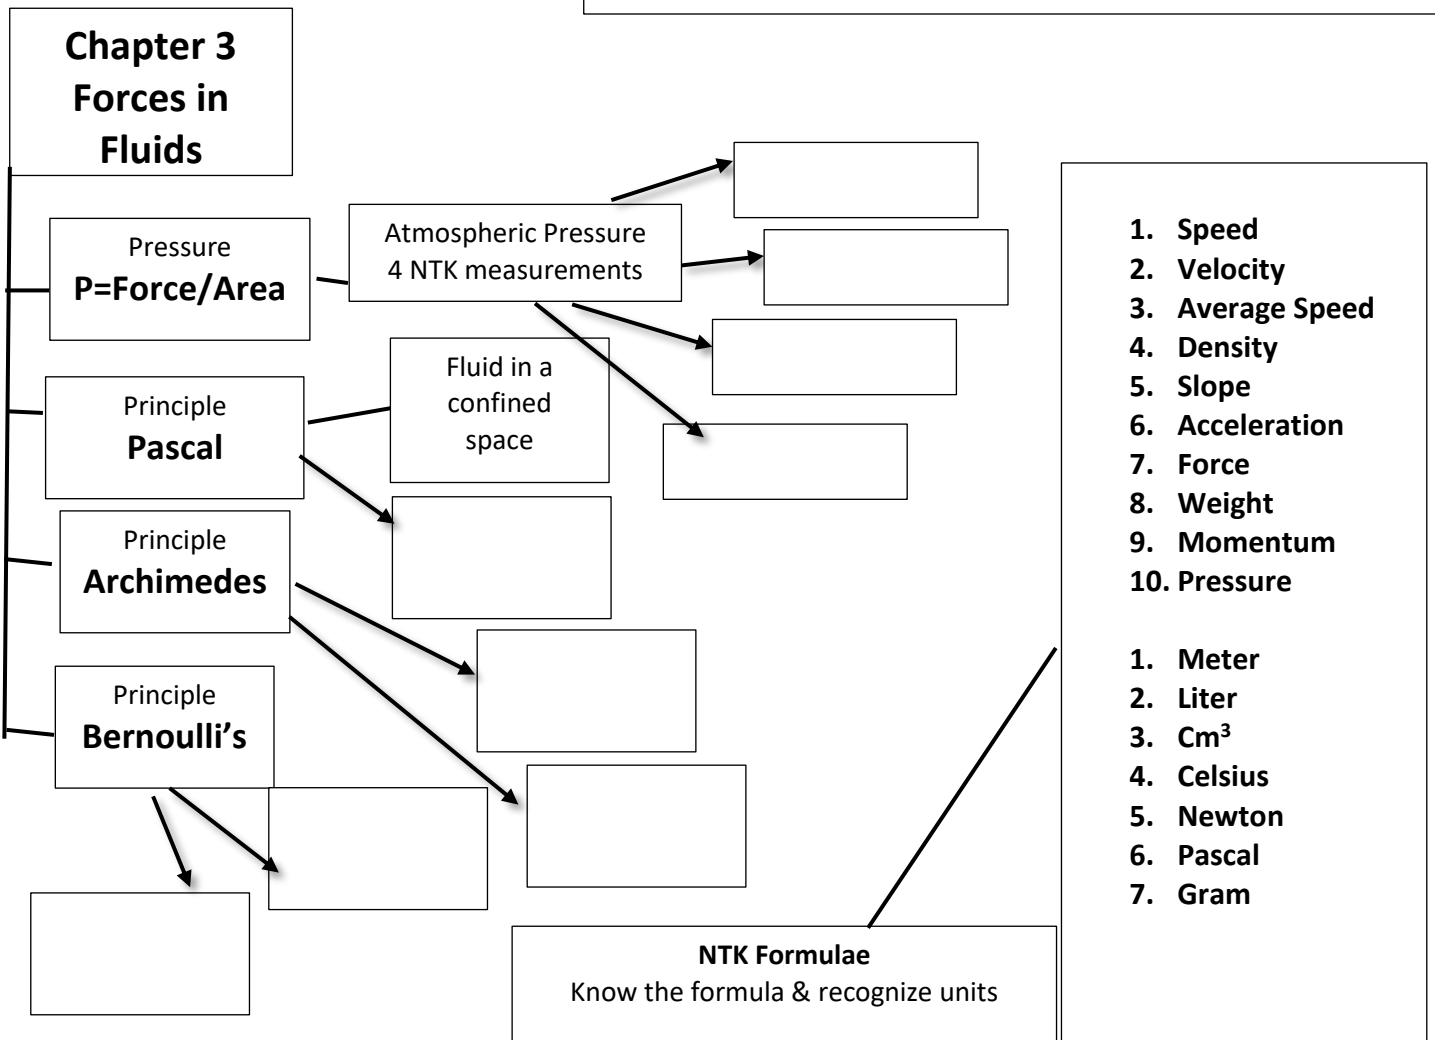 Chapter 3
Forces in
Fluids
Pressure
P=Force/Area
Atmospheric Pressure
4 NTK measurements
Principle
Pascal
Fluid in a
confined
space
Principle
Archimedes
Principle
Bernoulli’s
NTK Formulae
Know the formula & recognize units
1. Speed
2. Velocity
3. Average Speed
4. Density
5. Slope
6. Acceleration
7. Force
8. Weight
9. Momentum
10. Pressure
1. Meter
2. Liter
3. Cm³
4. Celsius
5. Newton
6. Pascal
7. Gram